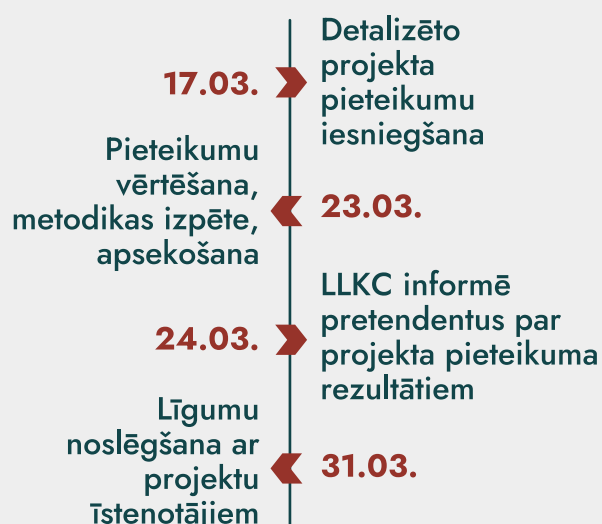 17.03.
Detalizēto
projekta
pieteikumu
iesniegšana
Pieteikumu
vērtēšana,
metodikas izpēte,
apsekošana
23.03.
24.03.
LLKC informē
pretendentus par
projekta pieteikuma
rezultātiem
Līgumu
noslēgšana ar
projektu
īstenotājiem
31.03.